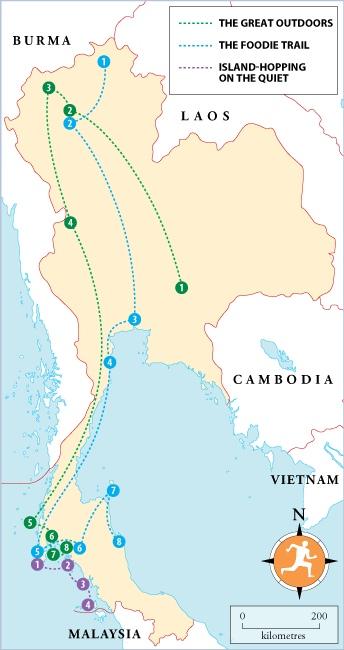 THE GREAT OUTDOORS
THE FOODIE TRAIL
ISLAND-HOPPING
ON THE QUIET
BURMA
1
3
2
2
LAOS
4
1
3
4
CAMBODIA
VIETNAM
7
N
5
6
8
5
7
8
6
1
2
3
4
0 200
kilometres
MALAYSIA